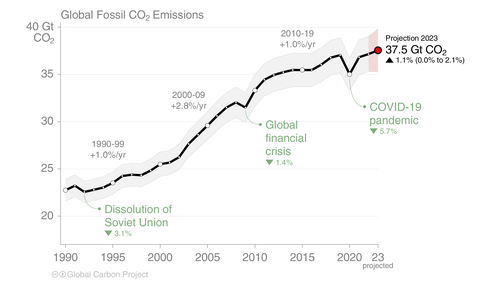 Global Fossil CO₂ Emissions
40 Gt
CO₂
35
30
25
20
1990
1995
2000
2005
2010
2015
2020
23
projected
1990-99
+1.0%/yr
2000-09
+2.8%/yr
2010-19
+1.0%/yr
Projection 2023
37.5 Gt CO₂
▲ 1.1% (0.0% to 2.1%)
Dissolution of
Soviet Union
▼ 3.1%
Global
financial
crisis
▼ 1.4%
COVID-19
pandemic
▼ 5.7%
Global Carbon Project